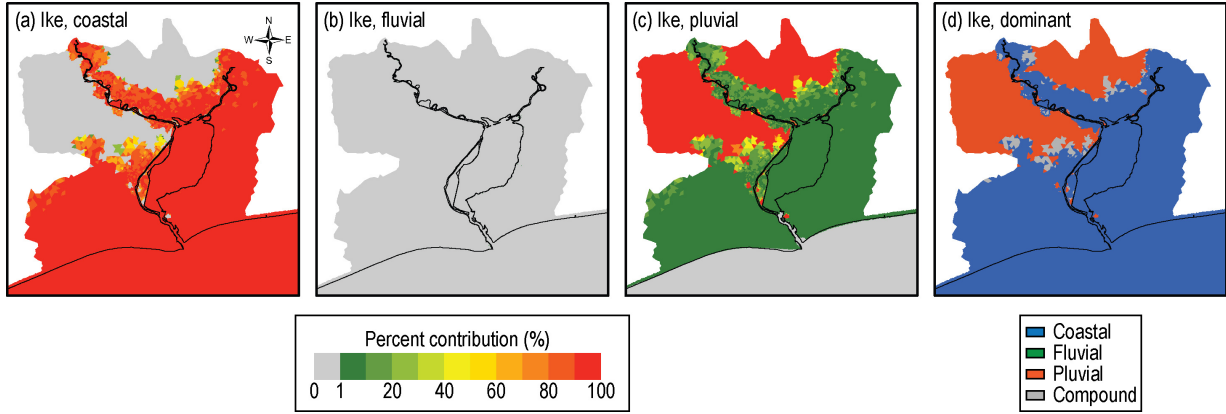 (a) Ike, coastal
N
W E
S
(b) Ike, fluvial
(c) Ike, pluvial
(d) Ike, dominant
Percent contribution (%)
0 1 20 40 60 80 100
Coastal
Fluvial
Pluvial
Compound